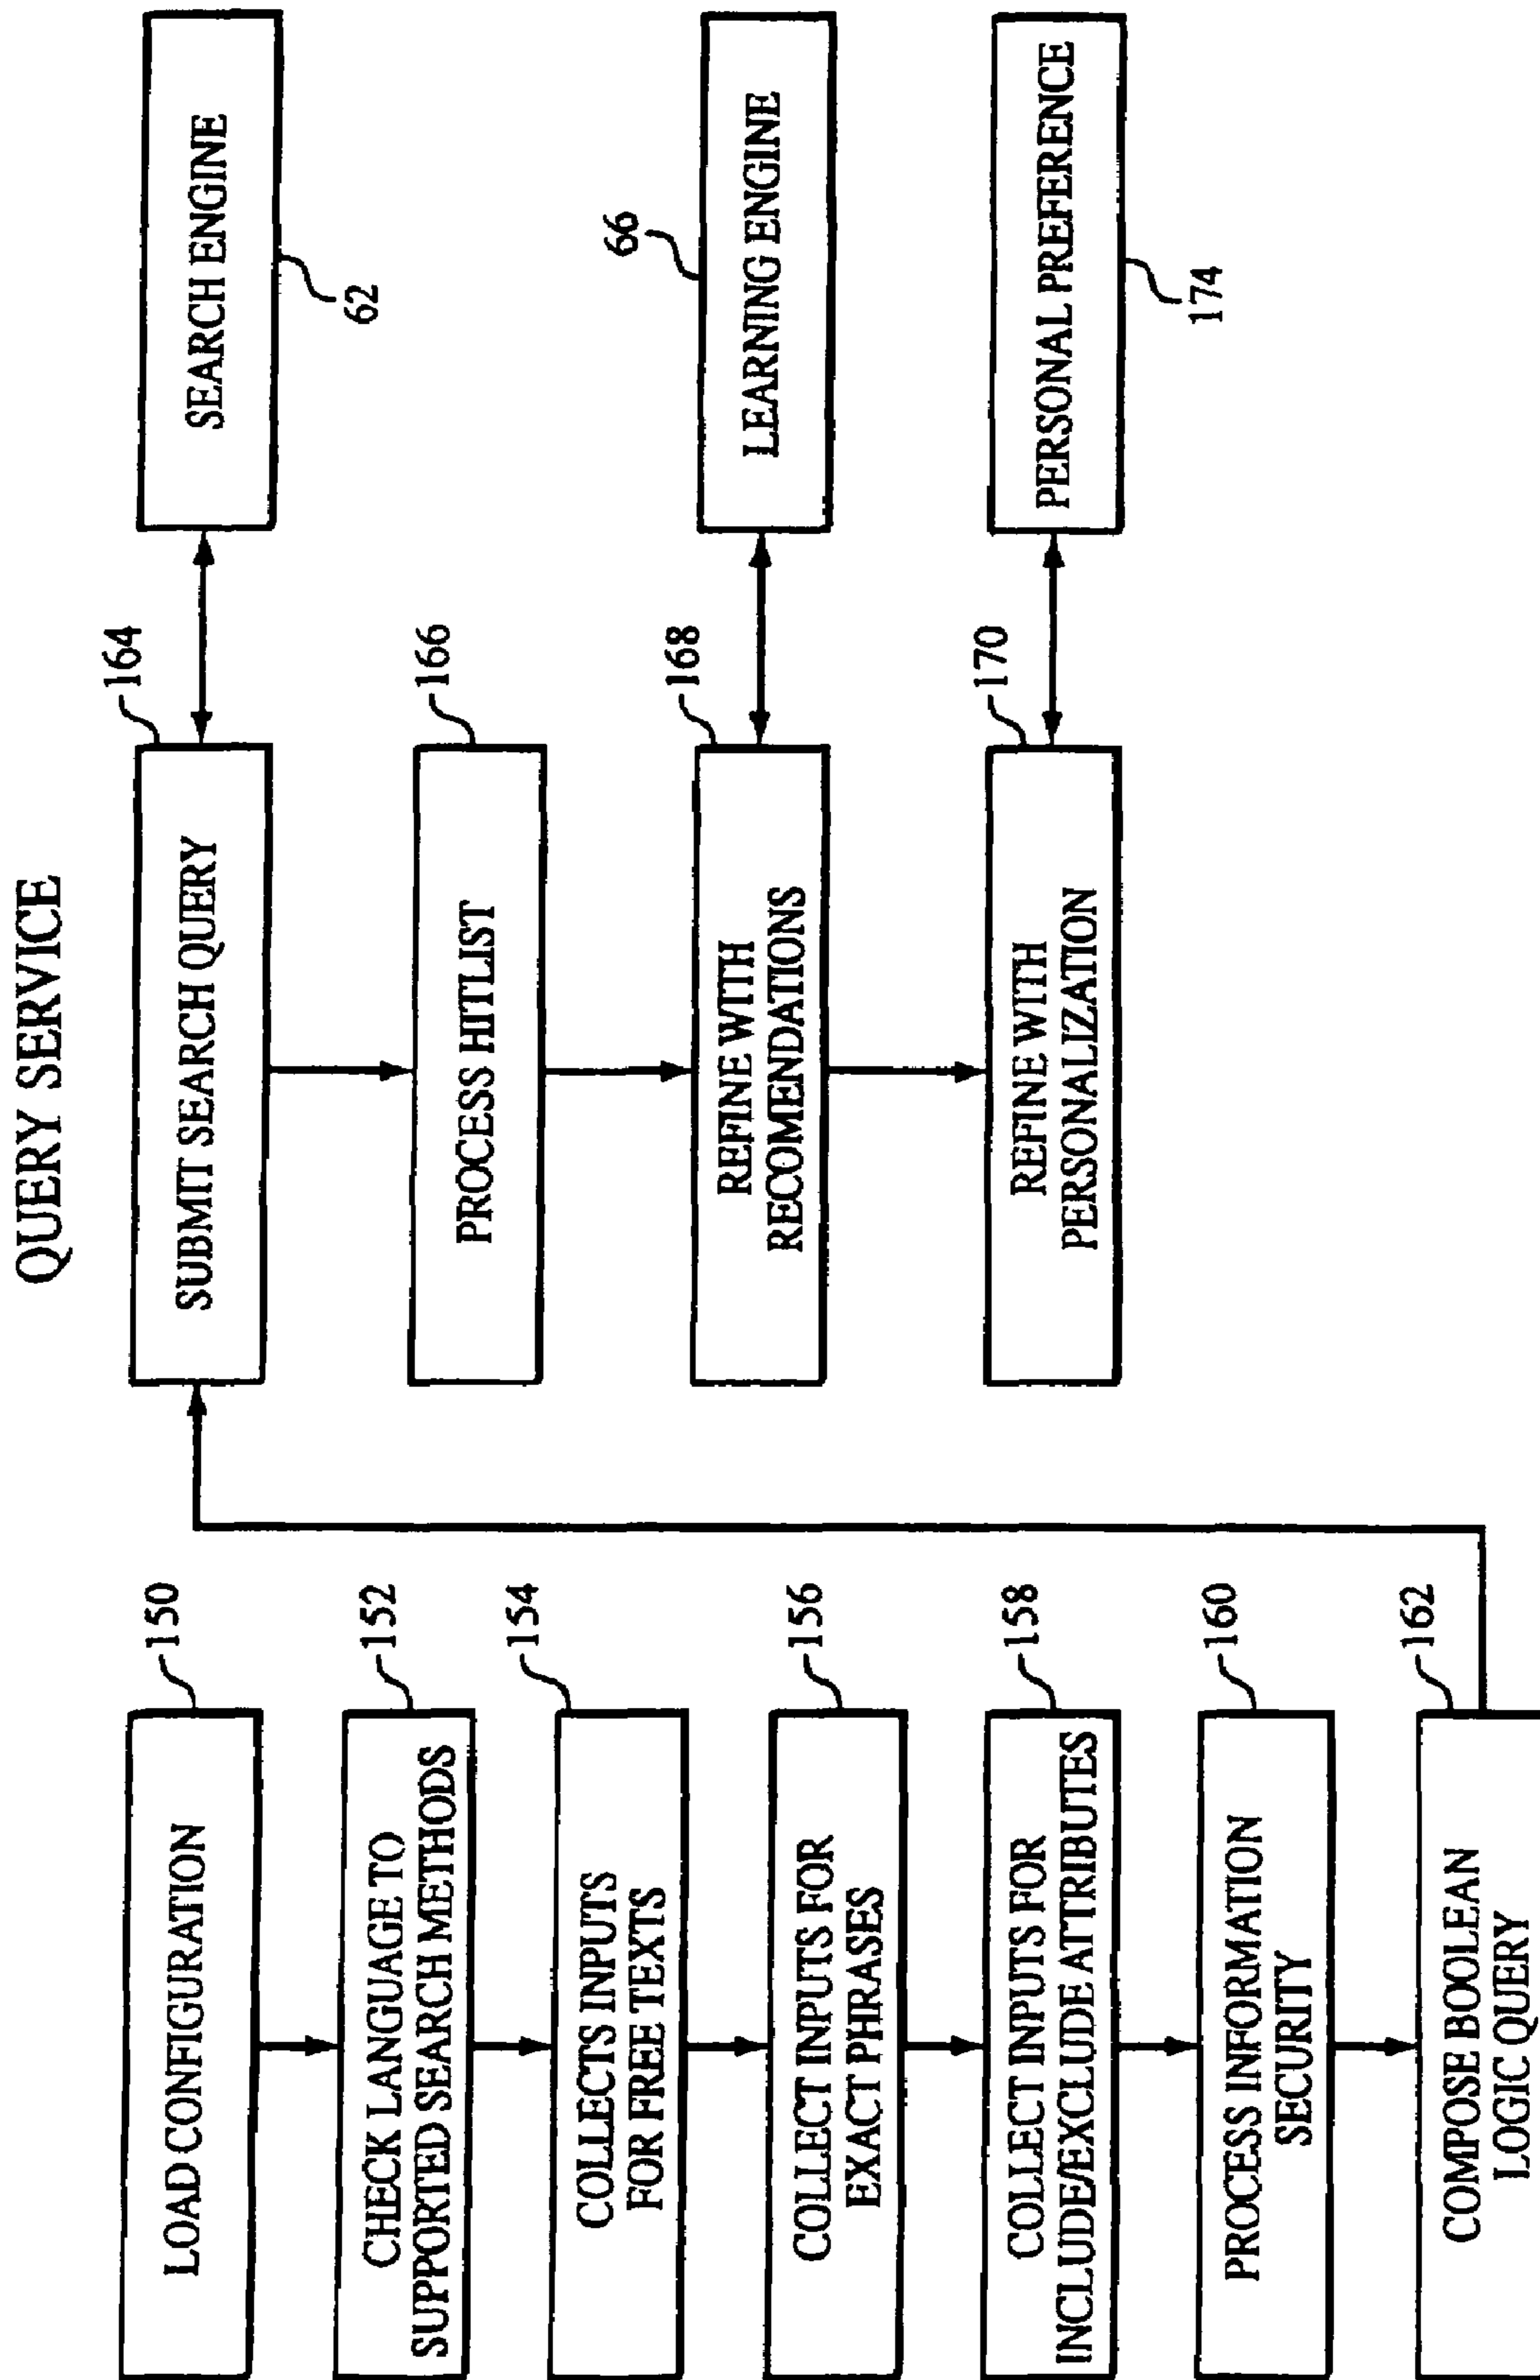 QUERY SERVICE
LOAD CONFIGURATION
150
CHECK LANGUAGE TO
SUPPORTED SEARCH METHODS
152
COLLECTS INPUTS
FOR FREE TEXTS
154
COLLECT INPUTS FOR
EXACT PHRASES
156
COLLECT INPUTS FOR
INCLUDE/EXCLUDE ATTRIBUTES
158
PROCESS INFORMATION
SECURITY
160
COMPOSE BOOLEAN
LOGIC QUERY
162
SUBMIT SEARCH QUERY
164
PROCESS HITLIST
166
REFINE WITH
RECOMENDATIONS
168
REFINE WITH
PERSONALIZATION
170
SEARCH ENGINE
62
LEARNING ENGINE
66
PERSONAL PREFERENCE
174